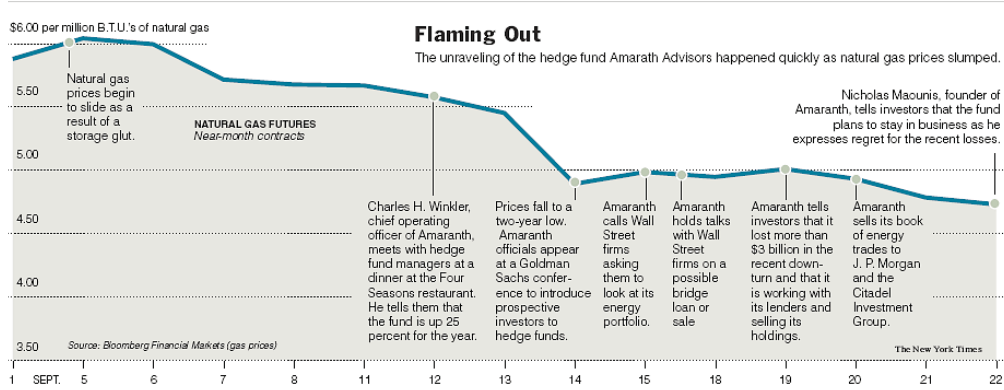 $6.00 per million B.T.U.'s of natural gas
Flaming Out
The unraveling of the hedge fund Amarath Advisors happened quickly as natural gas prices slumped.
Natural gas
prices begin
to slide as a
result of a
storage glut.
NATURAL GAS FUTURES
Near-month contracts
Nicholas Maounis, founder of
Amaranth, tells investors that the fund
plans to stay in business as he
expresses regret for the recent losses.
5.50
5.00
4.50
4.00
3.50
Charles H. Winkler,
chief operating
officer of Amaranth,
meets with hedge
fund managers at a
dinner at the Four
Seasons restaurant.
He tells them that
the fund is up 25
percent for the year.
Prices fall to a
two-year low.
Amaranth
officials appear
at a Goldman
Sachs confer-
ence to introduce
prospective
investors to
hedge funds.
Amaranth
calls Wall
Street
firms
asking
them to
look at its
energy
portfolio.
Amaranth
holds talks
with Wall
Street
firms on a
possible
bridge
loan or
sale
Amaranth tells
investors that it
lost more than
$3 billion in the
recent down-
turn and that it
is working with
its lenders and
selling its
holdings.
Amaranth
sells its book
of energy
trades to
J. P. Morgan
and the
Citadel
Investment
Group.
Source: Bloomberg Financial Markets (gas prices)
The New York Times
1 SEPT. 5 6 7 8 11 12 13 14 15 18 19 20 21 22